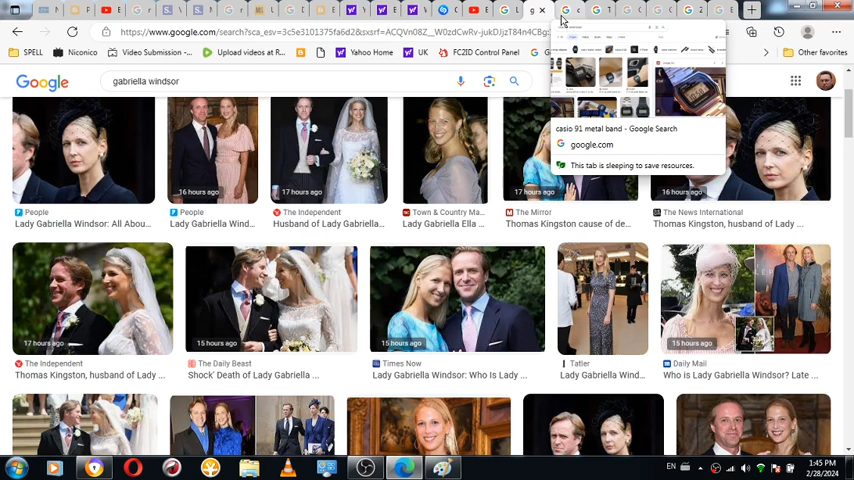 https://www.google.com/search?sca_esv=3c5e3101375fa6d2&sxsrf=ACQVn08Z_W0zdCwRv-jukDJjzT84n4CBg:
SPELL
Niconico
Video Submission -...
Upload videos at R...
Google
Yahoo Home
UK
FC2ID Control Panel
Other favorites
Google
gabriella windsor
casio 91 metal band - Google Search
google.com
This tab is sleeping to save resources.
16 hours ago
17 hours ago
17 hours ago
16 hours ago
People
Lady Gabriella Windsor: All Abou...
People
Lady Gabriella Wind...
The Independent
Husband of Lady Gabriella...
Town & Country Ma...
Lady Gabriella Ella ...
The Mirror
Thomas Kingston cause of de...
The News International
Thomas Kingston, husband of Lady ...
17 hours ago
15 hours ago
15 hours ago
15 hours ago
The Independent
Thomas Kingston, husband of Lady ...
The Daily Beast
Shock' Death of Lady Gabriella ...
Times Now
Lady Gabriella Windsor: Who Is Lady ...
Tatler
Lady Gabriella Wind...
Daily Mail
Who is Lady Gabriella Windsor? Late ...
EN
1:45 PM
2/28/2024